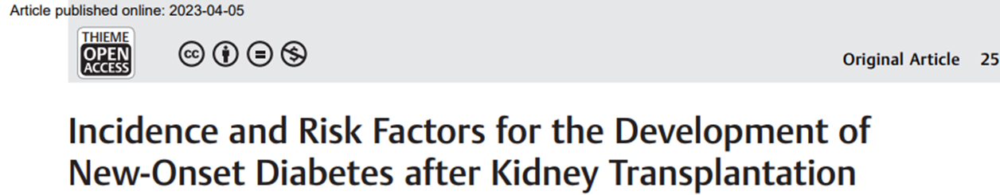 Article published online: 2023-04-05
THIEME
OPEN
ACCESS
cc
Original Article 25
Incidence and Risk Factors for the Development of
New-Onset Diabetes after Kidney Transplantation